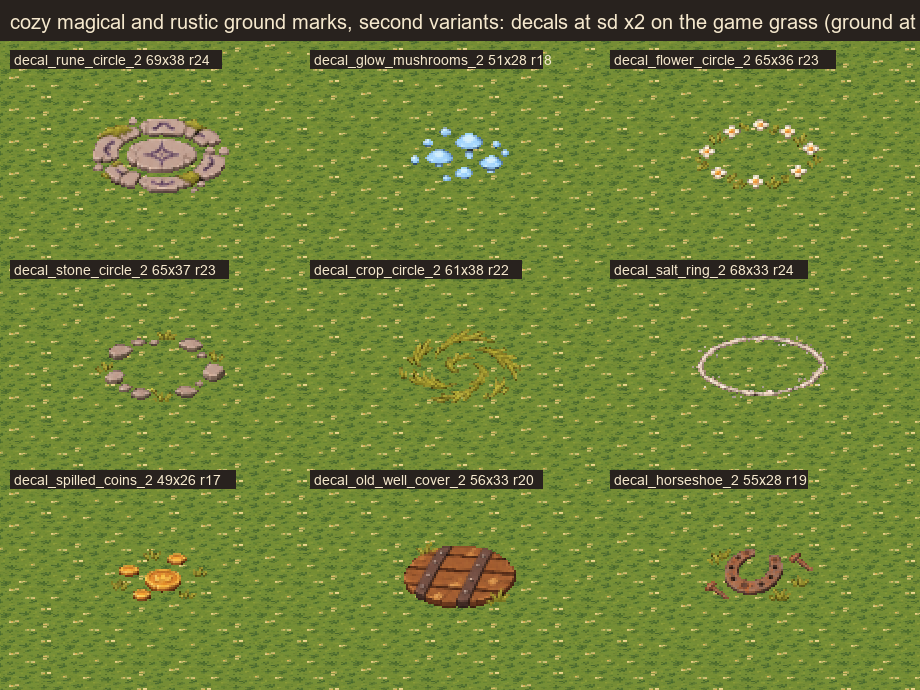 cozy magical and rustic ground marks, second variants: decals at sd x2 on the game grass (ground at
decal_rune_circle_2 69x38 r24
decal_glow_mushrooms_2 51x28 r18
decal_flower_circle_2 65x36 r23
decal_stone_circle_2 65x37 r23
decal_crop_circle_2 61x38 r22
decal_salt_ring_2 68x33 r24
decal_spilled_coins_2 49x26 r17
decal_old_well_cover_2 56x33 r20
decal_horseshoe_2 55x28 r19